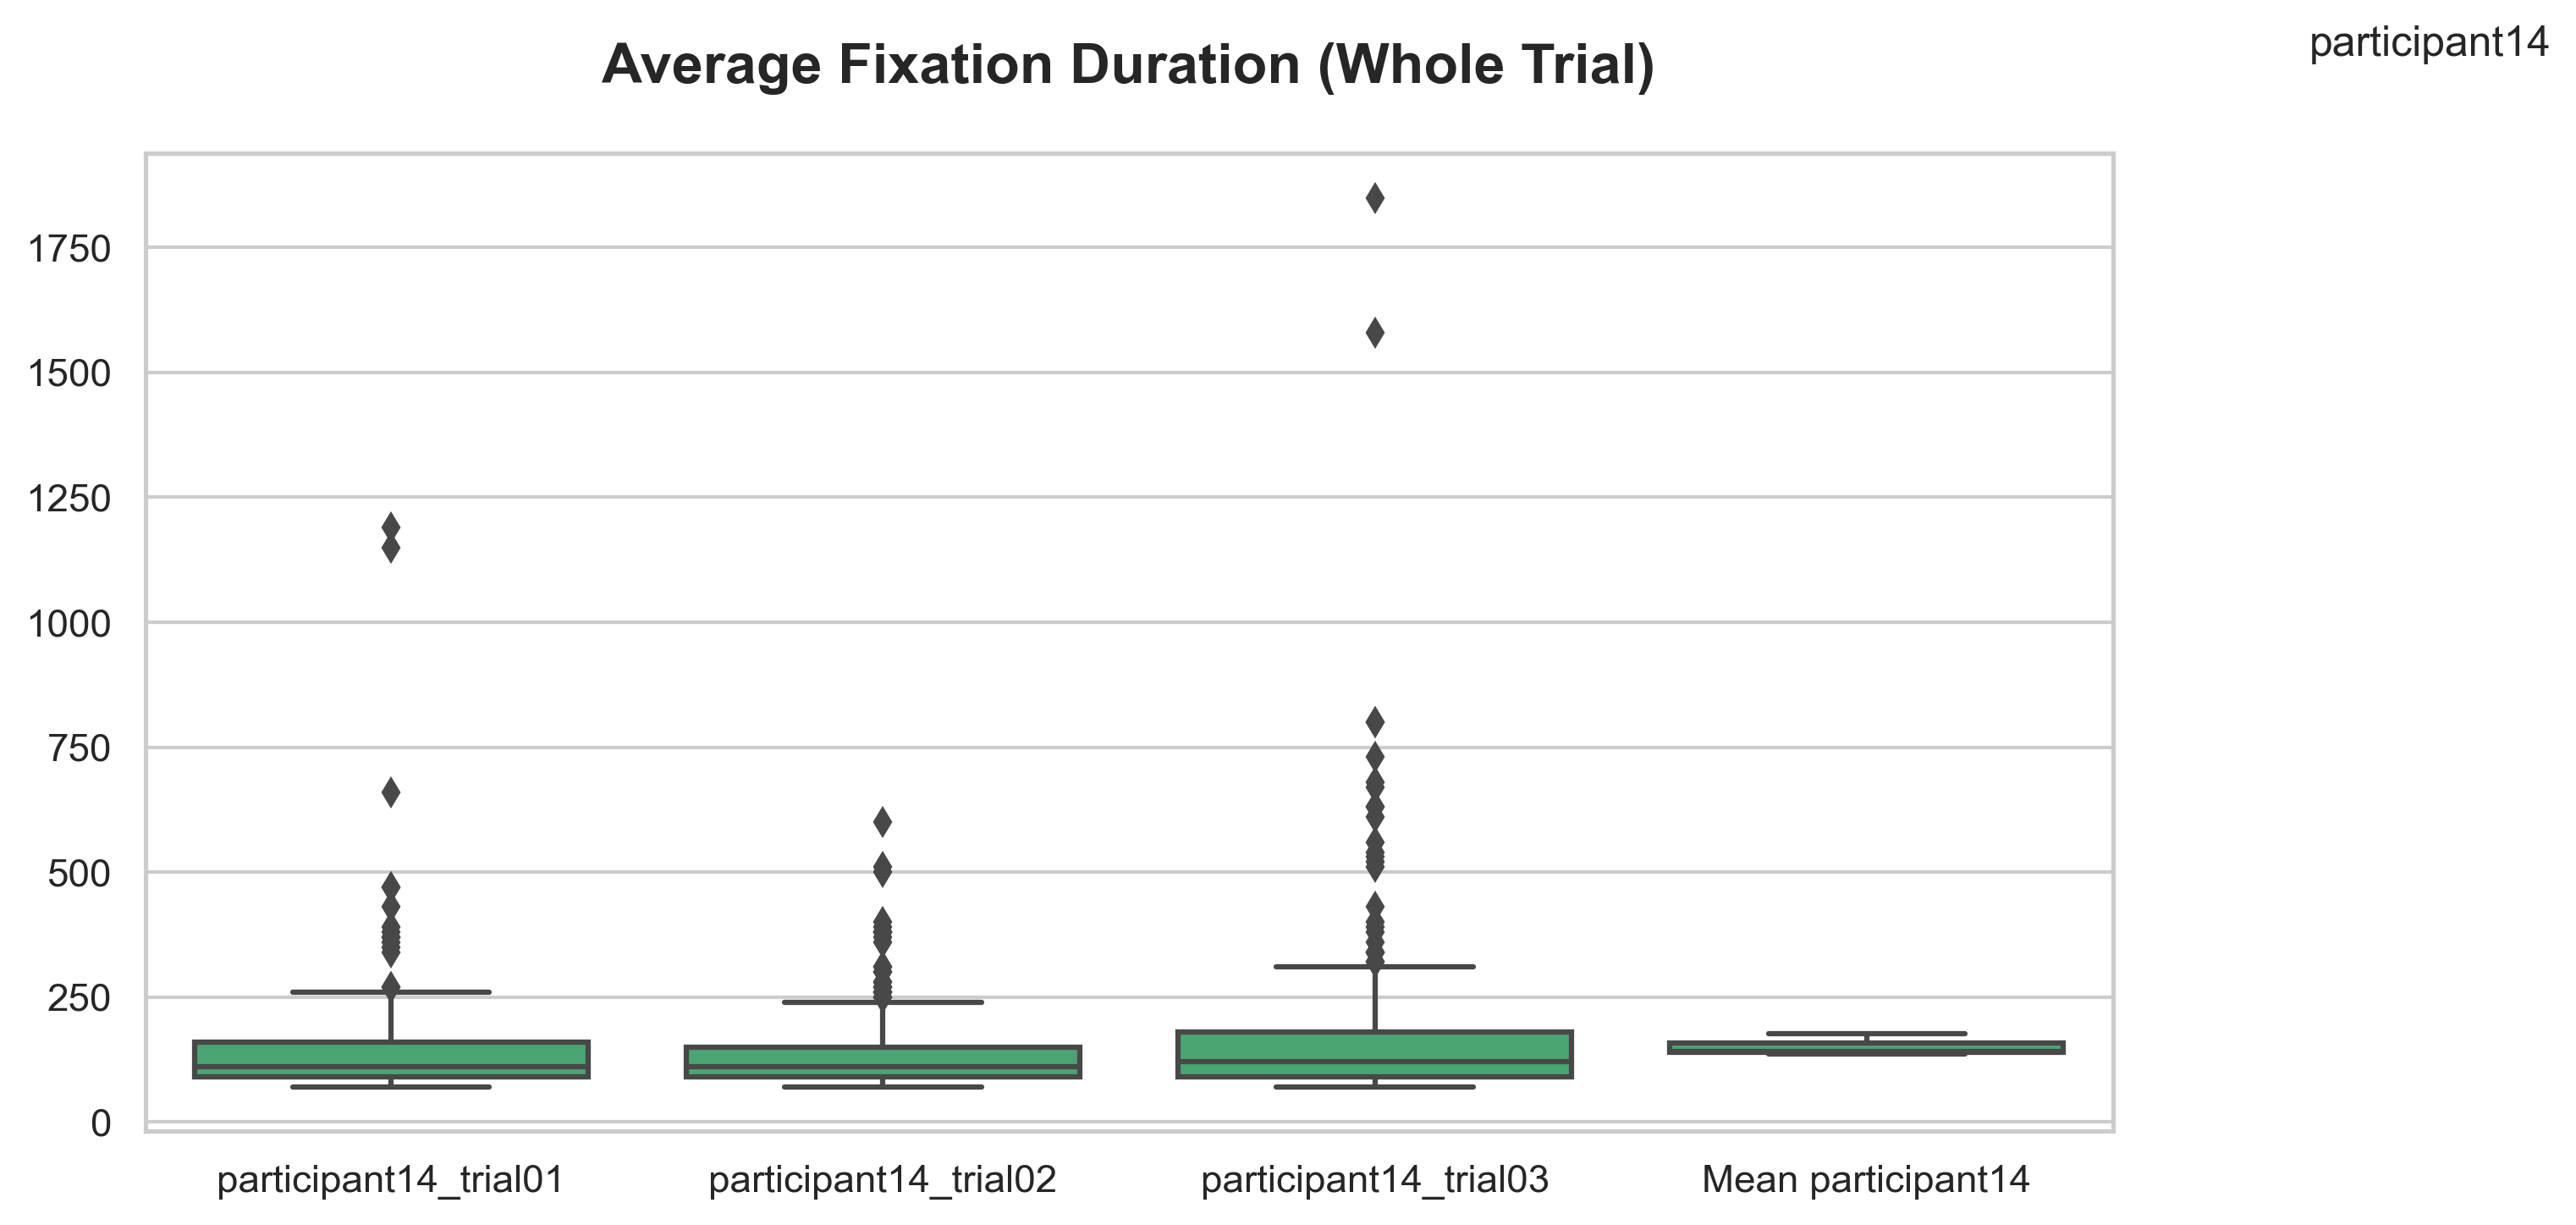 participant14
Average Fixation Duration (Whole Trial)
1750
1500
1250
1000
750
500
250
0
participant14_trial01
participant14_trial02
participant14_trial03
Mean participant14